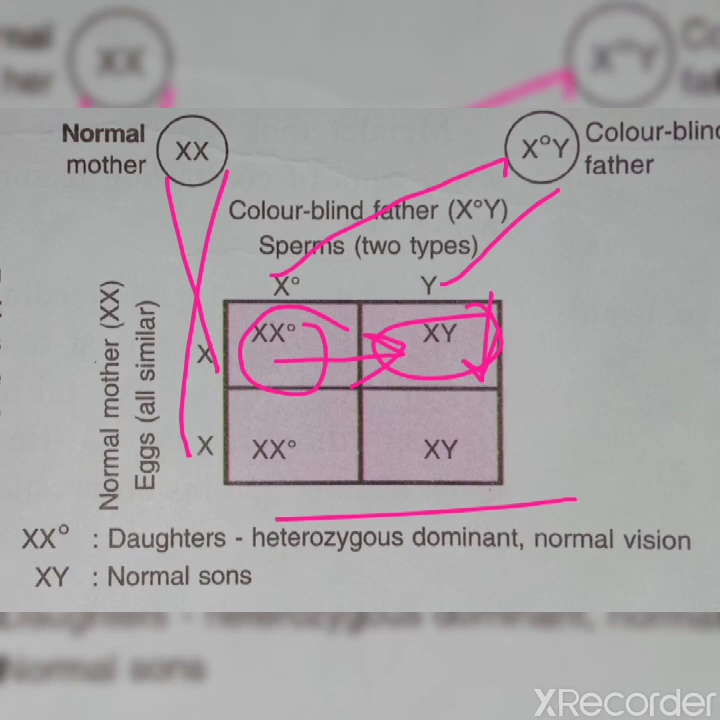 Normal
mother
XX
X°Y
Colour-blind
father
Colour-blind father (X°Y)
Sperms (two types)
X°
Y
Normal mother (XX)
Eggs (all similar)
X
XX°
XY
X
XX°
XY
XX° : Daughters - heterozygous dominant, normal vision
XY : Normal sons
XRecorder